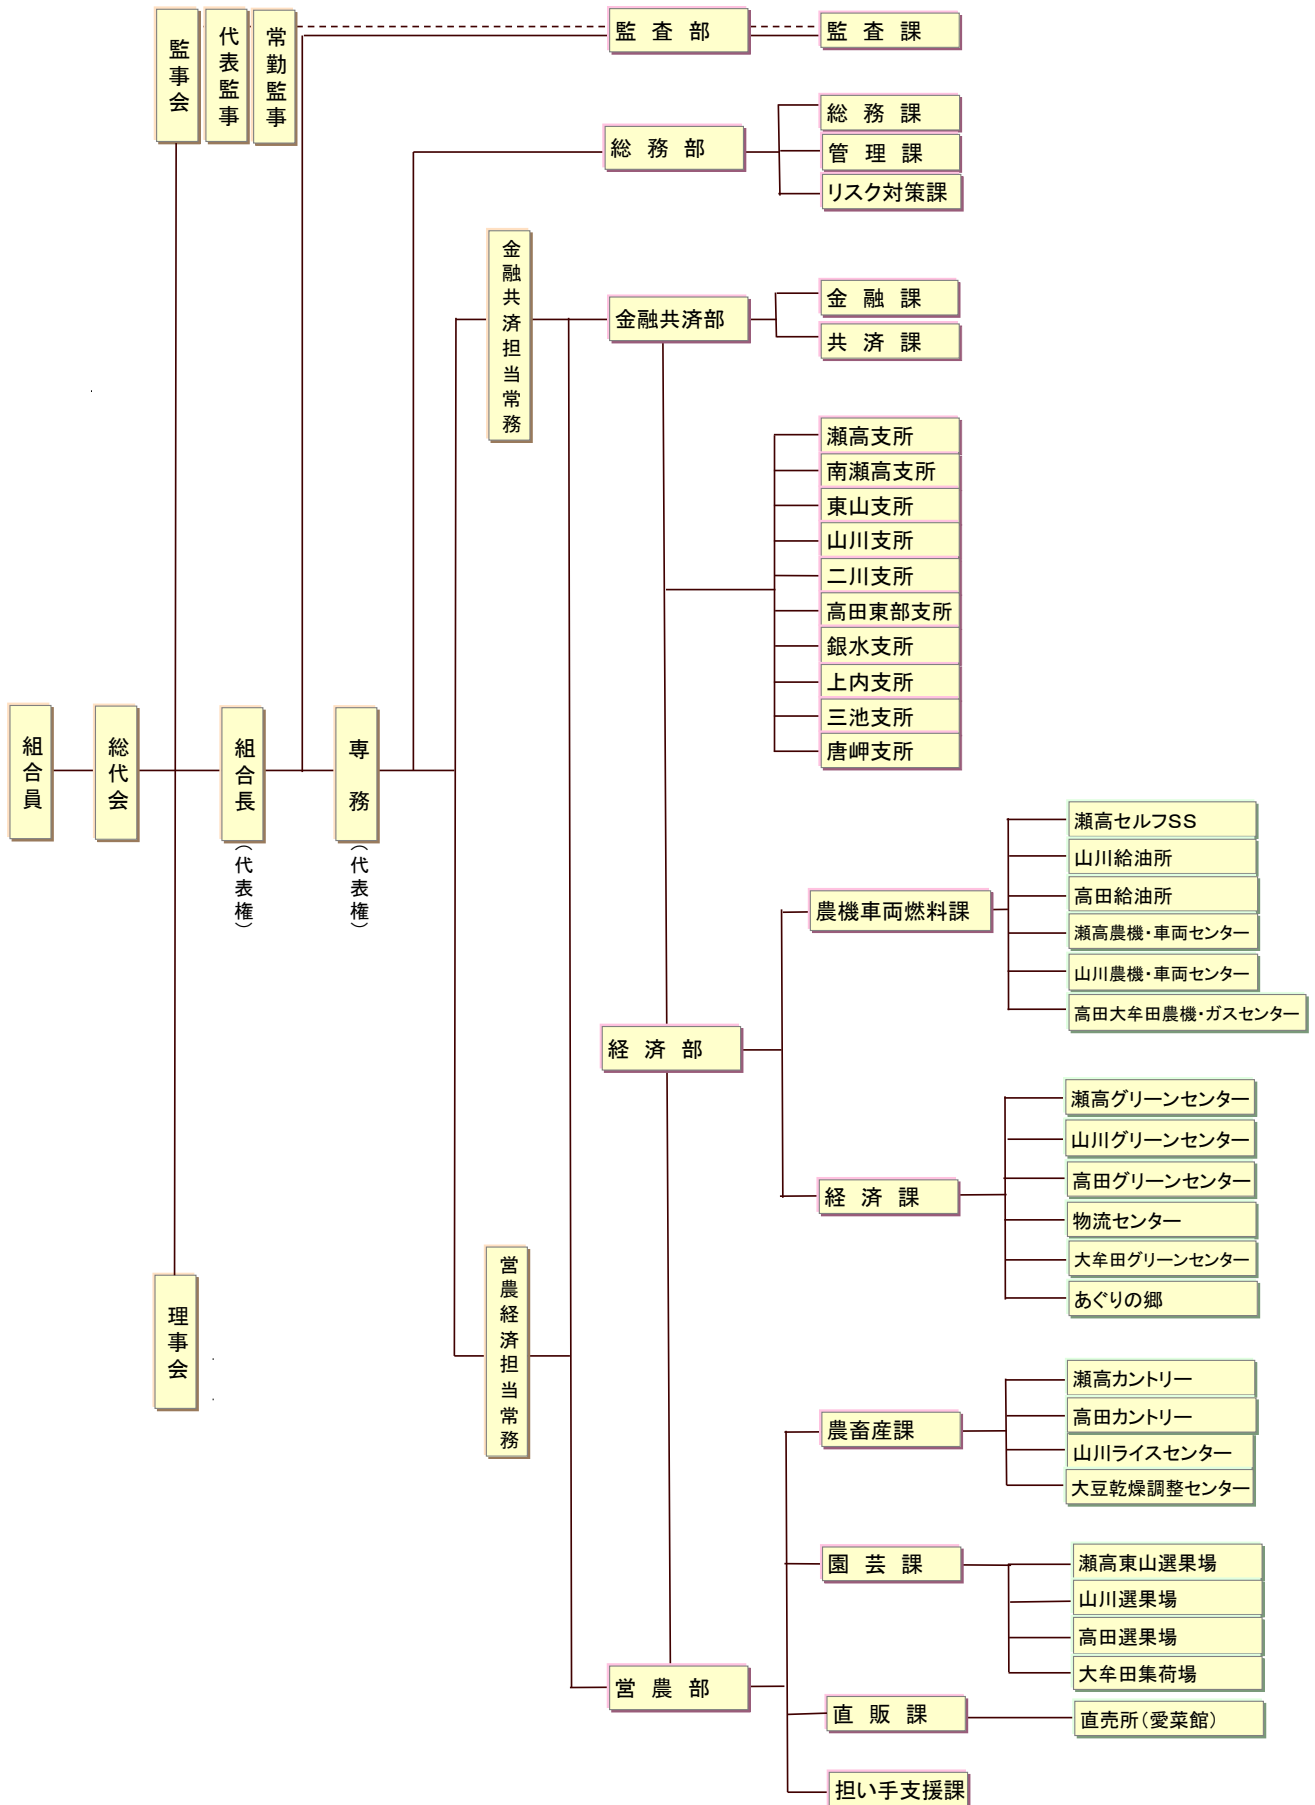 監事会
代表監事
常勤監事
監査部
監査課
総務部
総務課
管理課
リスク対策課
金融共済担当常務
金融共済部
金融課
共済課
瀬高支所
南瀬高支所
東山支所
山川支所
二川支所
高田東部支所
銀水支所
上内支所
三池支所
唐岬支所
組合員
総代会
組合長
（代表権）
専務
（代表権）
理事会
営農経済担当常務
経済部
農機車両燃料課
瀬高セルフSS
山川給油所
高田給油所
瀬高農機・車両センター
山川農機・車両センター
高田大牟田農機・ガスセンター
経済課
瀬高グリーンセンター
山川グリーンセンター
高田グリーンセンター
物流センター
大牟田グリーンセンター
あぐりの郷
営農部
農畜産課
瀬高カントリー
高田カントリー
山川ライスセンター
大豆乾燥調整センター
園芸課
瀬高東山選果場
山川選果場
高田選果場
大牟田集荷場
直販課
直売所（愛菜館）
担い手支援課